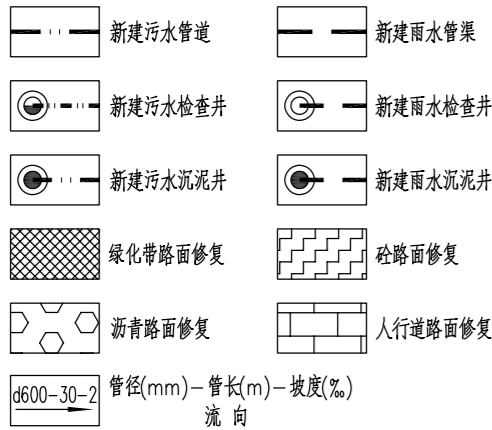 新建污水管道
新建雨水管渠
新建污水检查井
新建雨水检查井
新建污水沉泥井
新建雨水沉泥井
绿化带路面修复
砼路面修复
沥青路面修复
人行道路面修复
d600-30-2
管径(mm)-管长(m)-坡度(‰)
流 向